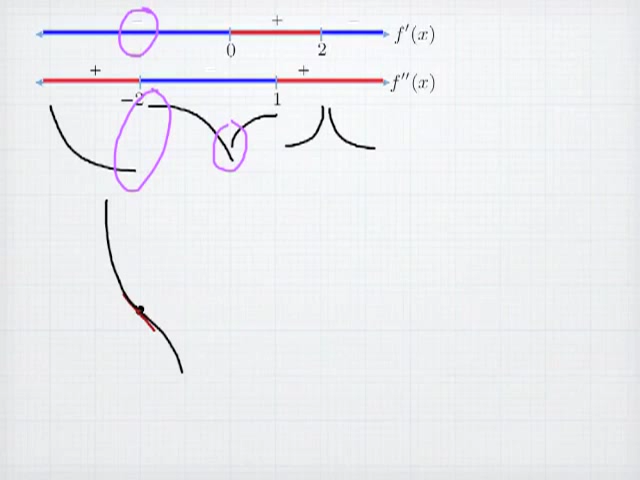 − + −
0 2 f′(x)
+ − +
−2 1 f″(x)